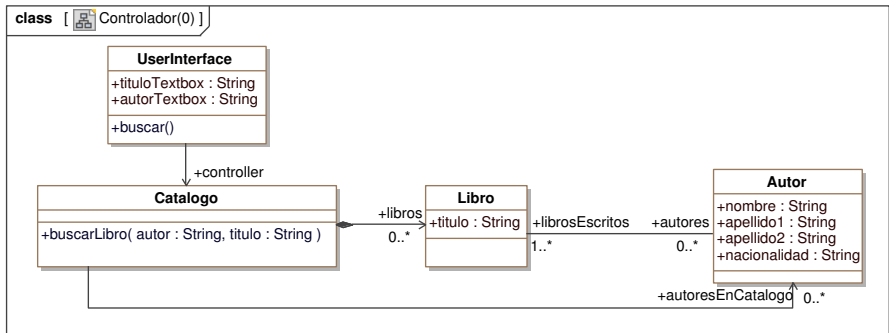 class [ Controlador(0) ]
UserInterface
+tituloTextbox : String
+autorTextbox : String
+buscar()
+controller
Catalogo
+buscarLibro( autor : String, titulo : String )
+libros
0..*
Libro
+titulo : String
+librosEscritos
1..*
+autores
0..*
Autor
+nombre : String
+apellido1 : String
+apellido2 : String
+nacionalidad : String
+autoresEnCatalogo
0..*